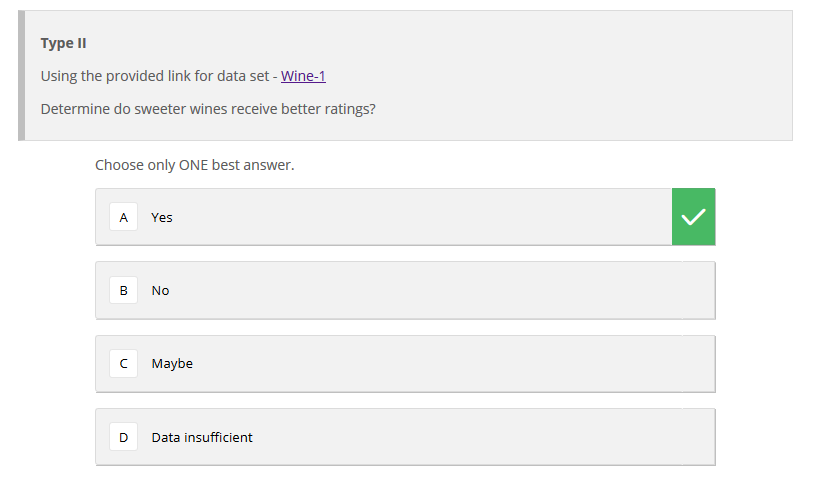 Type II
Using the provided link for data set - Wine-1
Determine do sweeter wines receive better ratings?
Choose only ONE best answer.
A Yes
B No
C Maybe
D Data insufficient